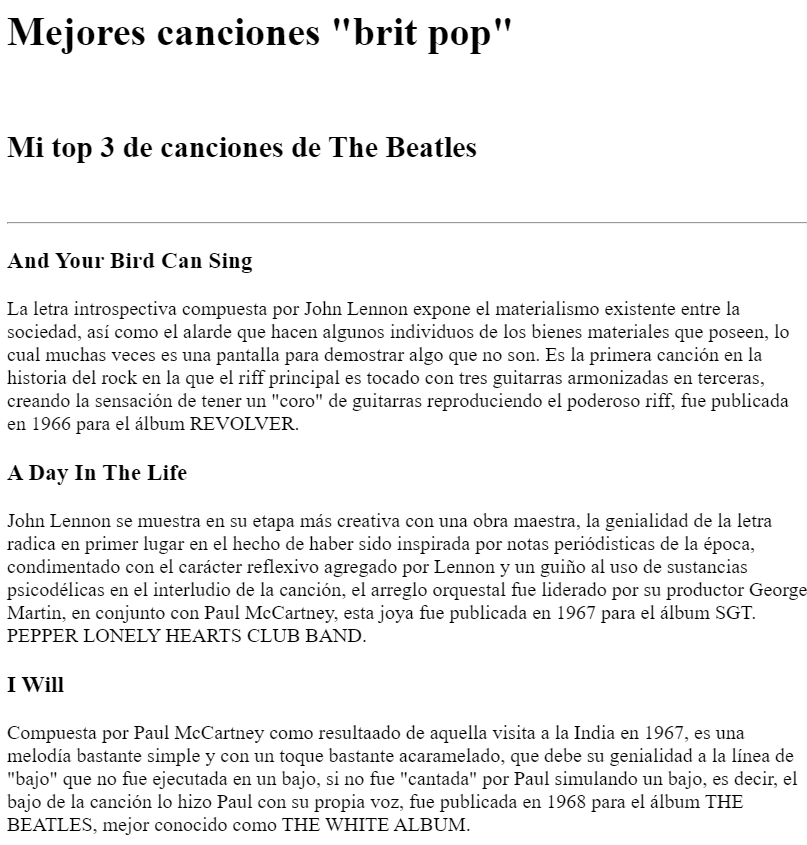 Mejores canciones "brit pop"
Mi top 3 de canciones de The Beatles
And Your Bird Can Sing
La letra introspectiva compuesta por John Lennon expone el materialismo existente entre la
sociedad, así como el alarde que hacen algunos individuos de los bienes materiales que poseen, lo
cual muchas veces es una pantalla para demostrar algo que no son. Es la primera canción en la
historia del rock en la que el riff principal es tocado con tres guitarras armonizadas en terceras,
creando la sensación de tener un "coro" de guitarras reproduciendo el poderoso riff, fue publicada
en 1966 para el álbum REVOLVER.
A Day In The Life
John Lennon se muestra en su etapa más creativa con una obra maestra, la genialidad de la letra
radica en primer lugar en el hecho de haber sido inspirada por notas periódisticas de la época,
condimentado con el carácter reflexivo agregado por Lennon y un guiño al uso de sustancias
psicodélicas en el interludio de la canción, el arreglo orquestal fue liderado por su productor George
Martin, en conjunto con Paul McCartney, esta joya fue publicada en 1967 para el álbum SGT.
PEPPER LONELY HEARTS CLUB BAND.
I Will
Compuesta por Paul McCartney como resultaado de aquella visita a la India en 1967, es una
melodía bastante simple y con un toque bastante acaramelado, que debe su genialidad a la línea de
"bajo" que no fue ejecutada en un bajo, si no fue "cantada" por Paul simulando un bajo, es decir, el
bajo de la canción lo hizo Paul con su propia voz, fue publicada en 1968 para el álbum THE
BEATLES, mejor conocido como THE WHITE ALBUM.